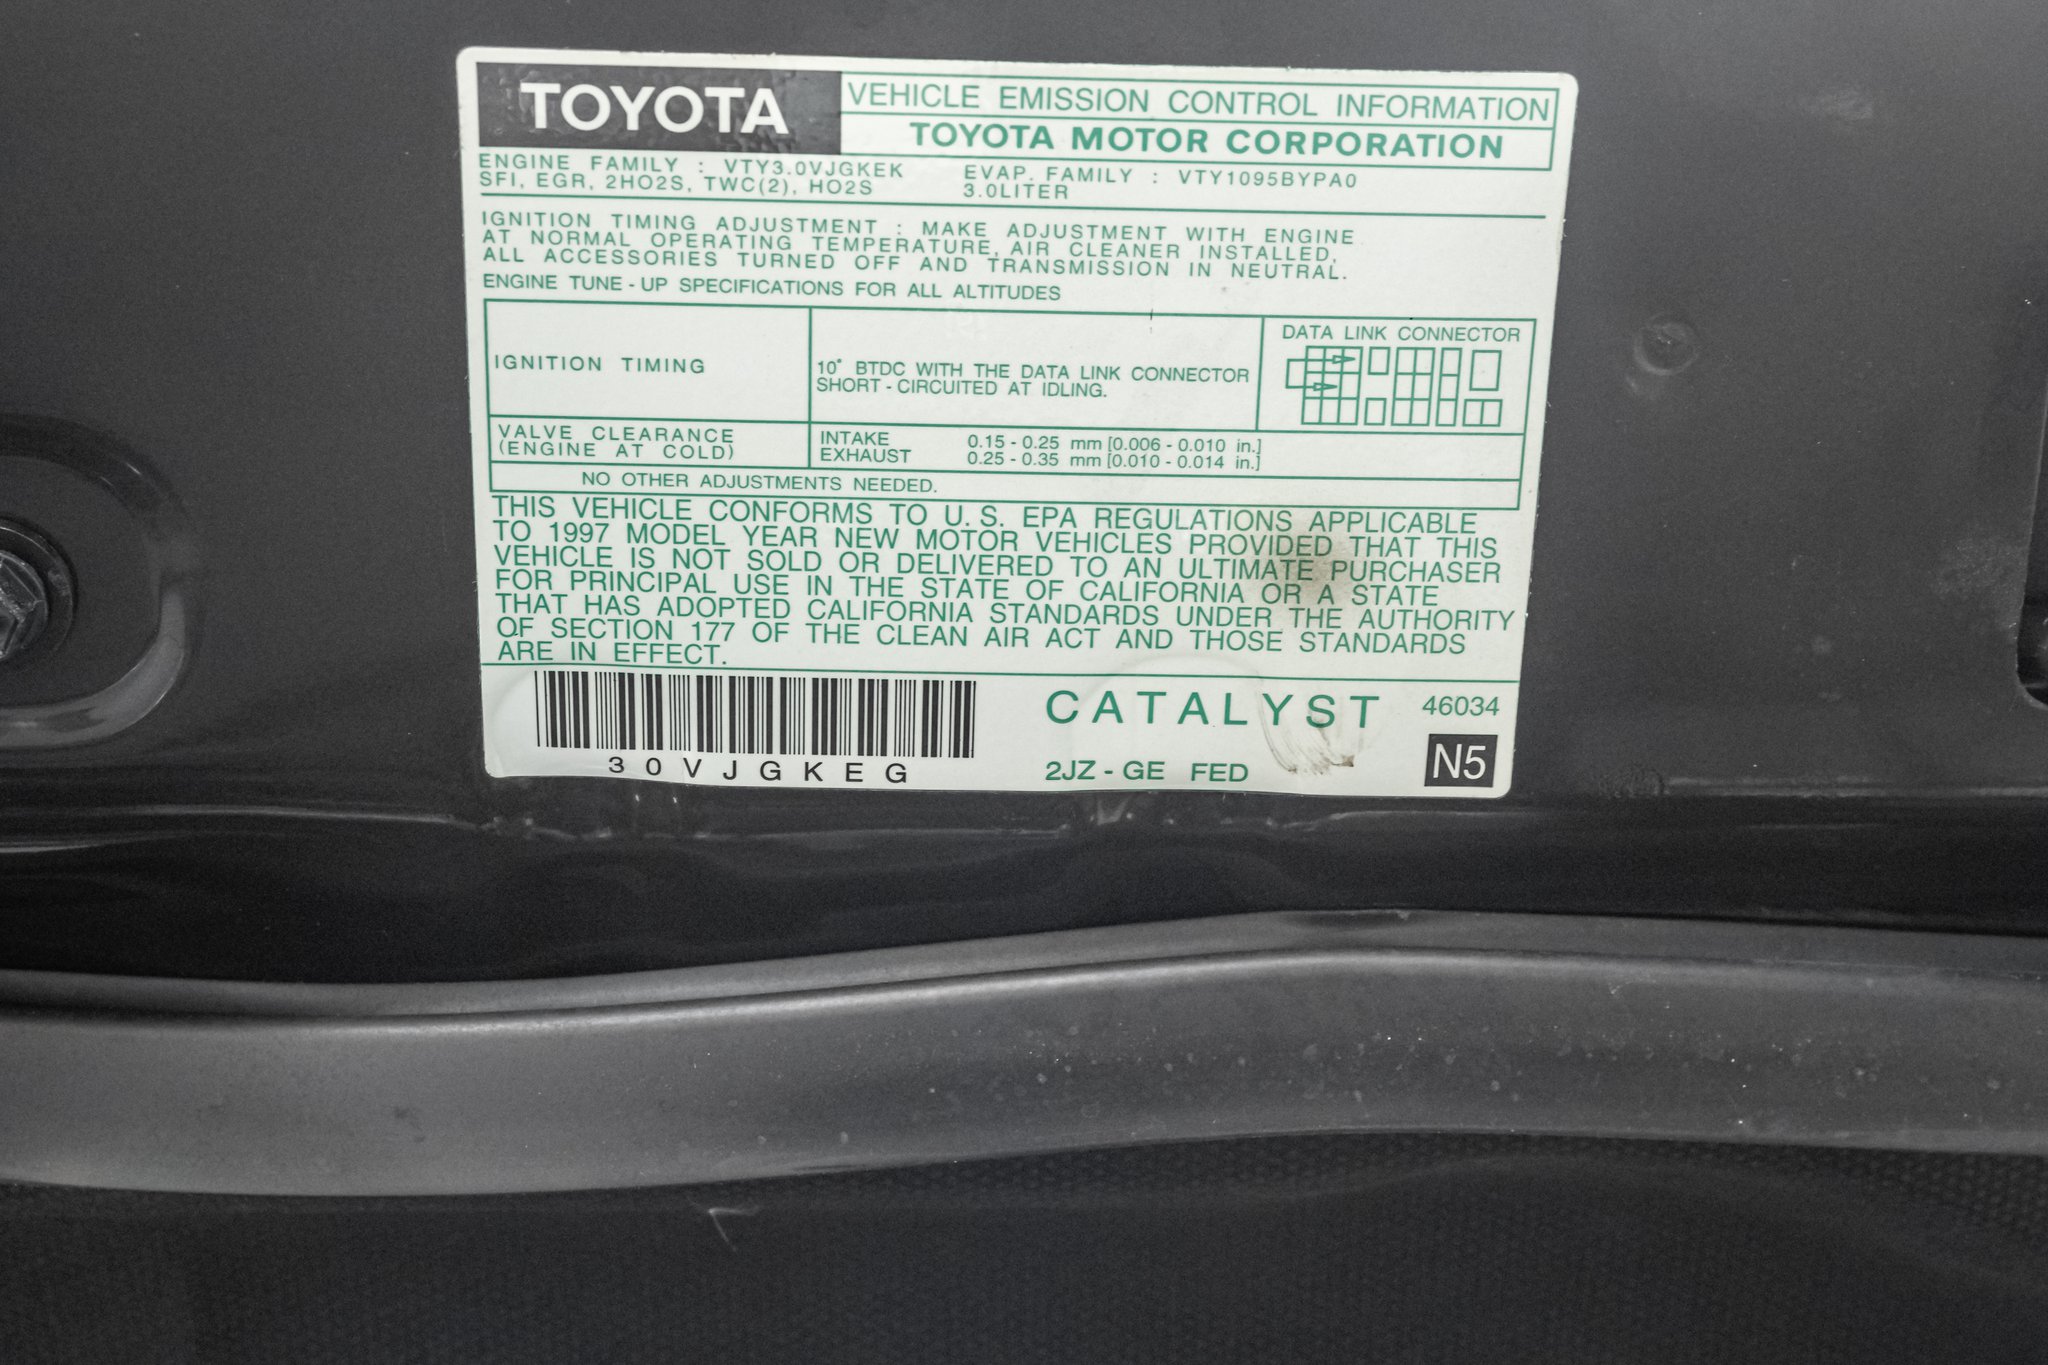 TOYOTA
VEHICLE EMISSION CONTROL INFORMATION
TOYOTA MOTOR CORPORATION
ENGINE FAMILY : VTY3.0VJGKEK EVAP. FAMILY : VTY1095BYPA0
SFI, EGR, 2HO2S, TWC(2), HO2S 3.0LITER
IGNITION TIMING ADJUSTMENT : MAKE ADJUSTMENT WITH ENGINE
AT NORMAL OPERATING TEMPERATURE, AIR CLEANER INSTALLED,
ALL ACCESSORIES TURNED OFF AND TRANSMISSION IN NEUTRAL.
ENGINE TUNE - UP SPECIFICATIONS FOR ALL ALTITUDES
IGNITION TIMING
10° BTDC WITH THE DATA LINK CONNECTOR
SHORT - CIRCUITED AT IDLING.
DATA LINK CONNECTOR
VALVE CLEARANCE
(ENGINE AT COLD)
INTAKE 0.15 - 0.25 mm [0.006 - 0.010 in.]
EXHAUST 0.25 - 0.35 mm [0.010 - 0.014 in.]
NO OTHER ADJUSTMENTS NEEDED.
THIS VEHICLE CONFORMS TO U. S. EPA REGULATIONS APPLICABLE
TO 1997 MODEL YEAR NEW MOTOR VEHICLES PROVIDED THAT THIS
VEHICLE IS NOT SOLD OR DELIVERED TO AN ULTIMATE PURCHASER
FOR PRINCIPAL USE IN THE STATE OF CALIFORNIA OR A STATE
THAT HAS ADOPTED CALIFORNIA STANDARDS UNDER THE AUTHORITY
OF SECTION 177 OF THE CLEAN AIR ACT AND THOSE STANDARDS
ARE IN EFFECT.
30VJGKEG
CATALYST 46034
2JZ - GE FED N5